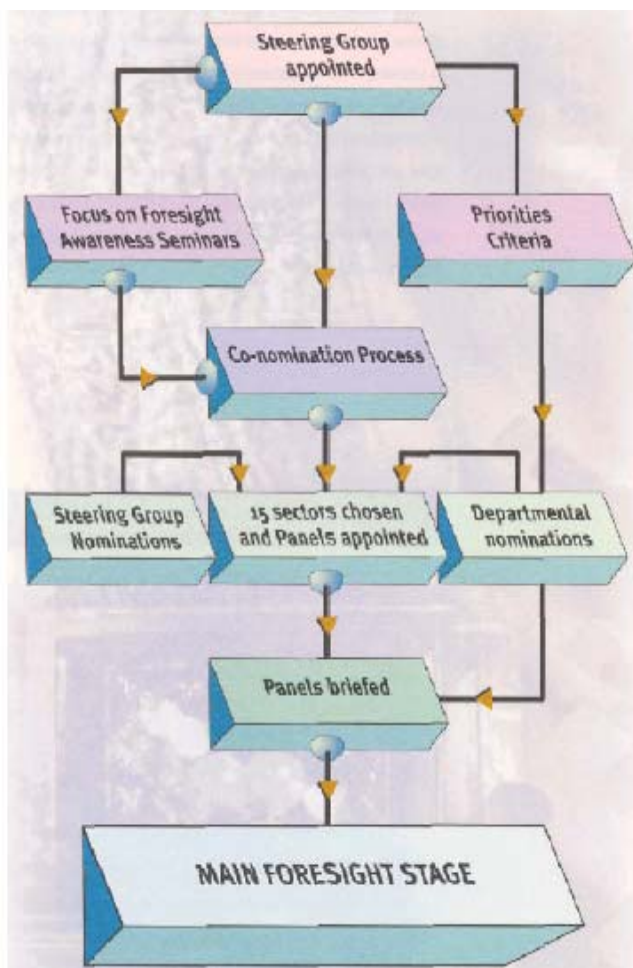 Steering Group
appointed
Focus on Foresight
Awareness Seminars
Priorities
Criteria
Co-nomination Process
Steering Group
Nominations
15 sectors chosen
and Panels appointed
Departmental
nominations
Panels briefed
MAIN FORESIGHT STAGE